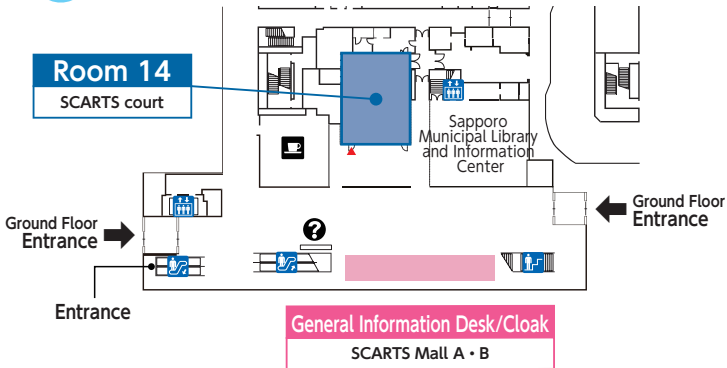 Room 14
SCARTS court
Sapporo
Municipal Library
and Information
Center
Ground Floor
Entrance
Ground Floor
Entrance
?
Entrance
General Information Desk/Cloak
SCARTS Mall A・B